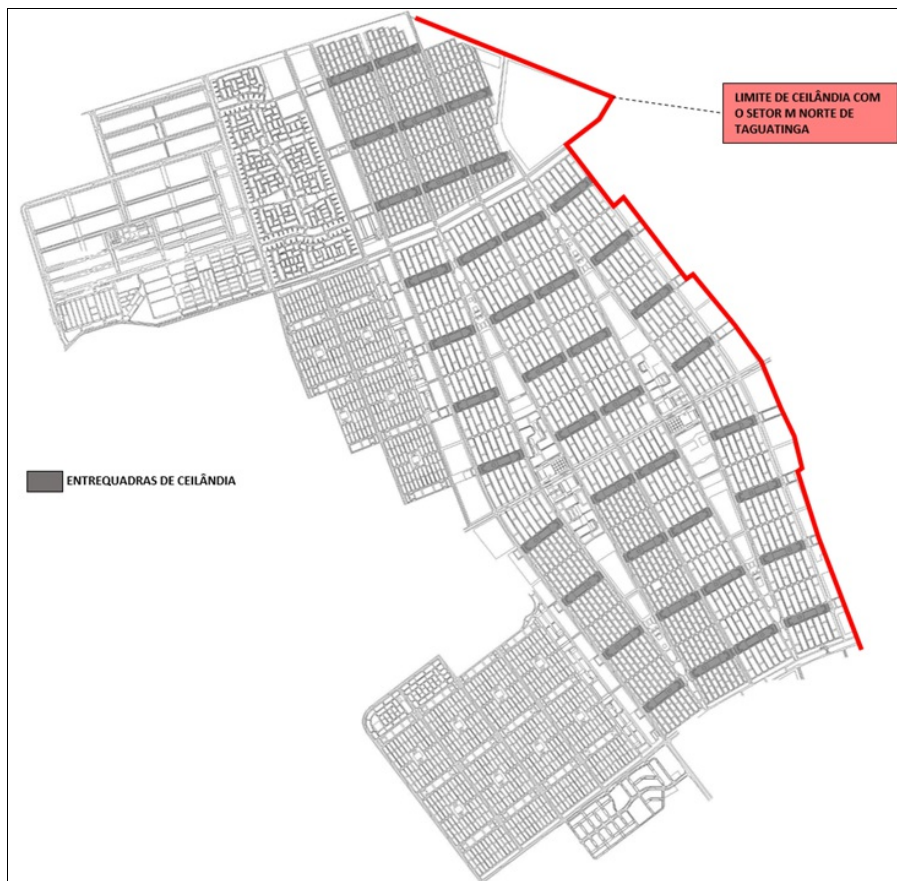 LIMITE DE CEILÂNDIA COM
O SETOR M NORTE DE
TAGUATINGA
ENTREQUADRAS DE CEILÂNDIA